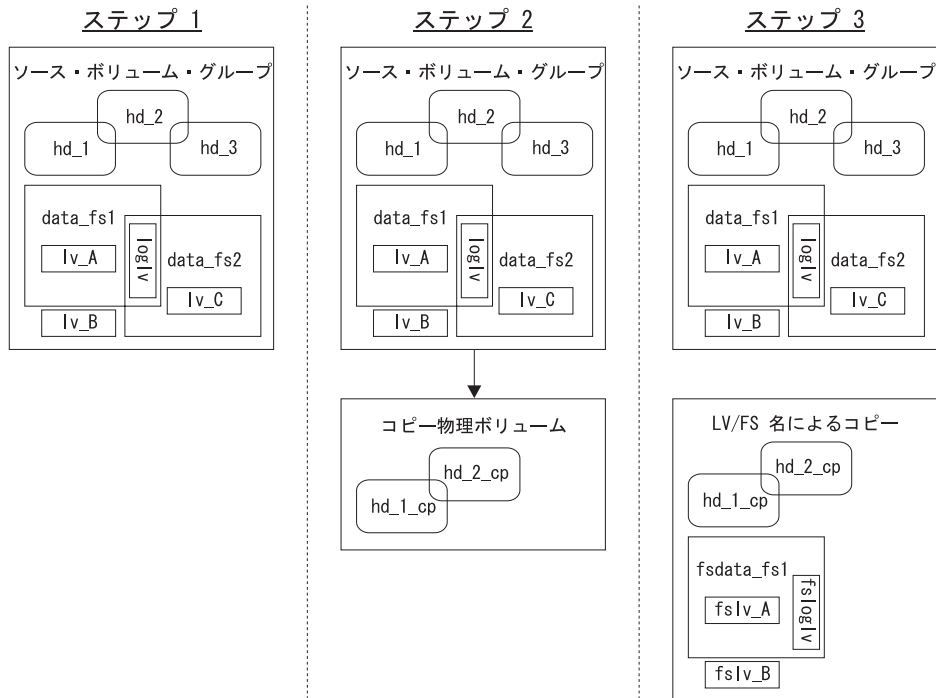 ステップ 1
ソース・ボリューム・グループ
hd_2
hd_1
hd_3
data_fs1
lv_A
loglv
data_fs2
lv_C
lv_B
ステップ 2
ソース・ボリューム・グループ
hd_2
hd_1
hd_3
data_fs1
lv_A
loglv
data_fs2
lv_C
lv_B
コピー物理ボリューム
hd_2_cp
hd_1_cp
ステップ 3
ソース・ボリューム・グループ
hd_2
hd_1
hd_3
data_fs1
lv_A
loglv
data_fs2
lv_C
lv_B
LV/FS 名によるコピー
hd_2_cp
hd_1_cp
fsdata_fs1
fslv_A
fsloglv
fslv_B